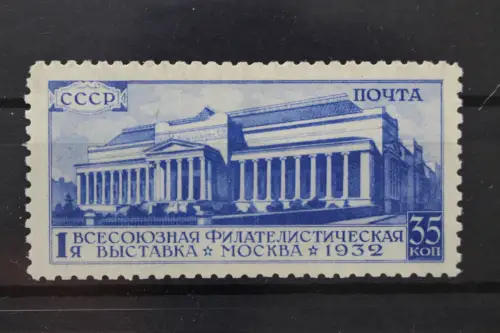 СССР
ПОЧТА
1Я ВСЕСОЮЗНАЯ ФИЛАТЕЛИСТИЧЕСКАЯ
ВЫСТАВКА ☆ МОСКВА ☆ 1932
35
КОП